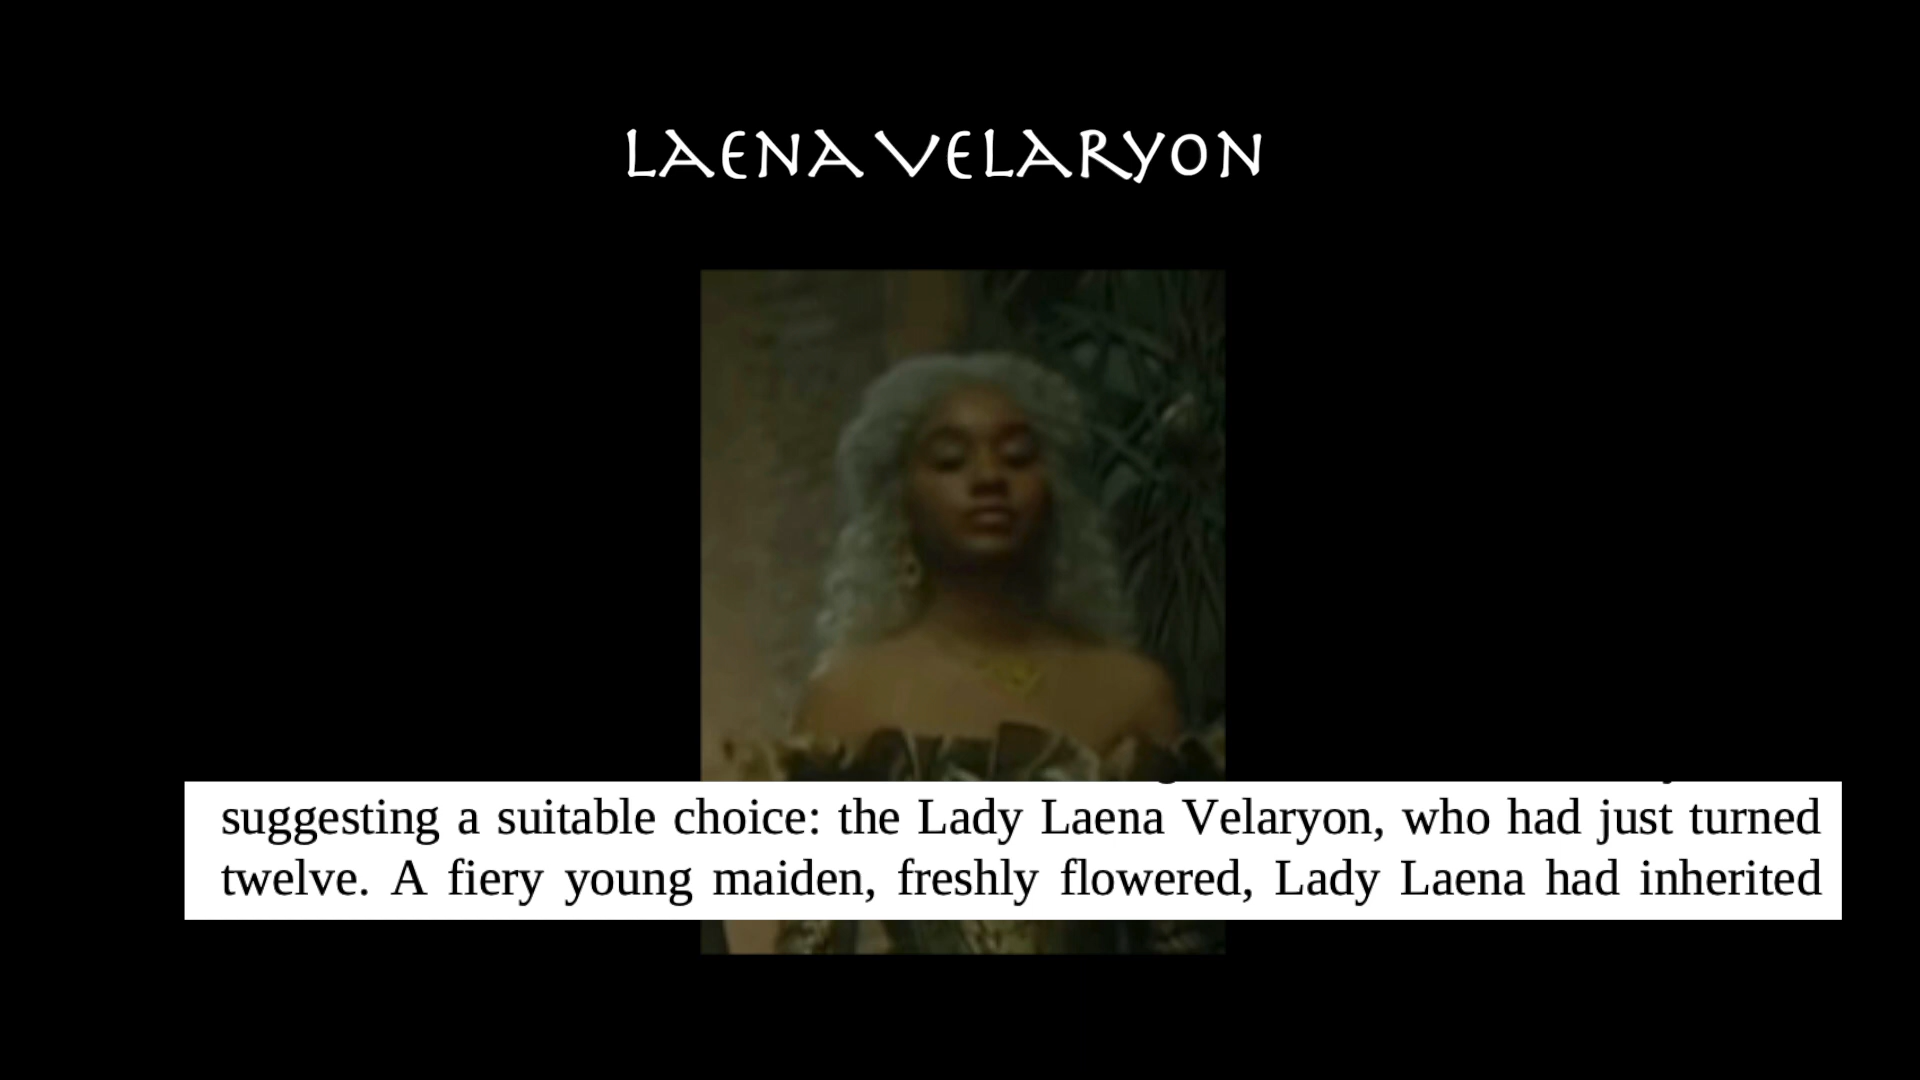 LAENA VELARYON
suggesting a suitable choice: the Lady Laena Velaryon, who had just turned
twelve. A fiery young maiden, freshly flowered, Lady Laena had inherited